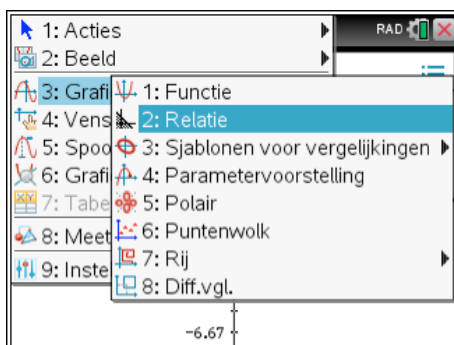 1: Acties
RAD
2: Beeld
3: Grafi
1: Functie
2: Relatie
4: Vens
3: Sjablonen voor vergelijkingen
5: Spoo
4: Parametervoorstelling
6: Grafi
5: Polair
7: Tabe
6: Puntenwolk
8: Meet
7: Rij
9: Inste
8: Diff.vgl.
-6.67